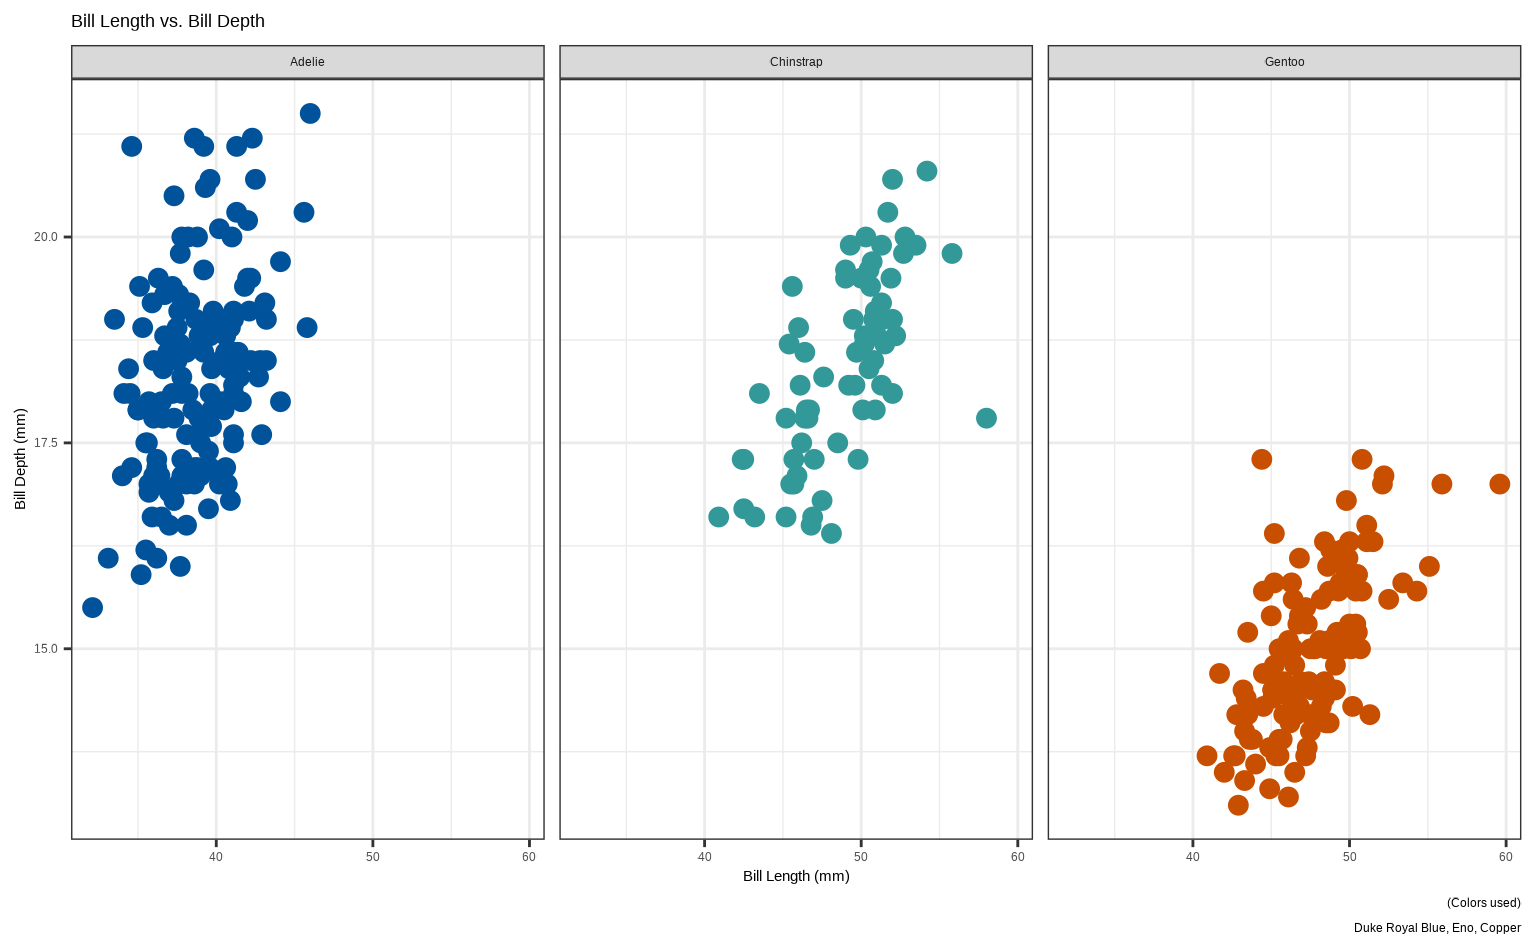 Bill Length vs. Bill Depth
Adelie
Chinstrap
Gentoo
20.0
17.5
15.0
Bill Depth (mm)
40
50
60
40
50
60
40
50
60
Bill Length (mm)
(Colors used)
Duke Royal Blue, Eno, Copper